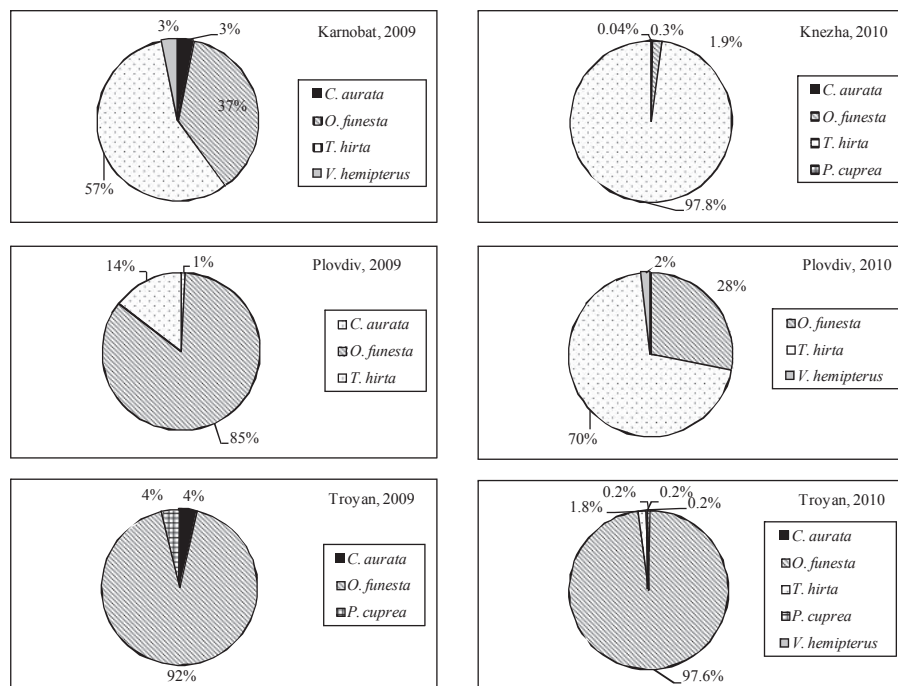 Karnobat, 2009
3%
3%
37%
57%
C. aurata
O. funesta
T. hirta
V. hemipterus
Knezha, 2010
0.04%
0.3%
1.9%
97.8%
C. aurata
O. funesta
T. hirta
P. cuprea
Plovdiv, 2009
14%
1%
85%
C. aurata
O. funesta
T. hirta
Plovdiv, 2010
2%
28%
70%
O. funesta
T. hirta
V. hemipterus
Troyan, 2009
4%
4%
92%
C. aurata
O. funesta
P. cuprea
Troyan, 2010
1.8%
0.2%
0.2%
0.2%
97.6%
C. aurata
O. funesta
T. hirta
P. cuprea
V. hemipterus